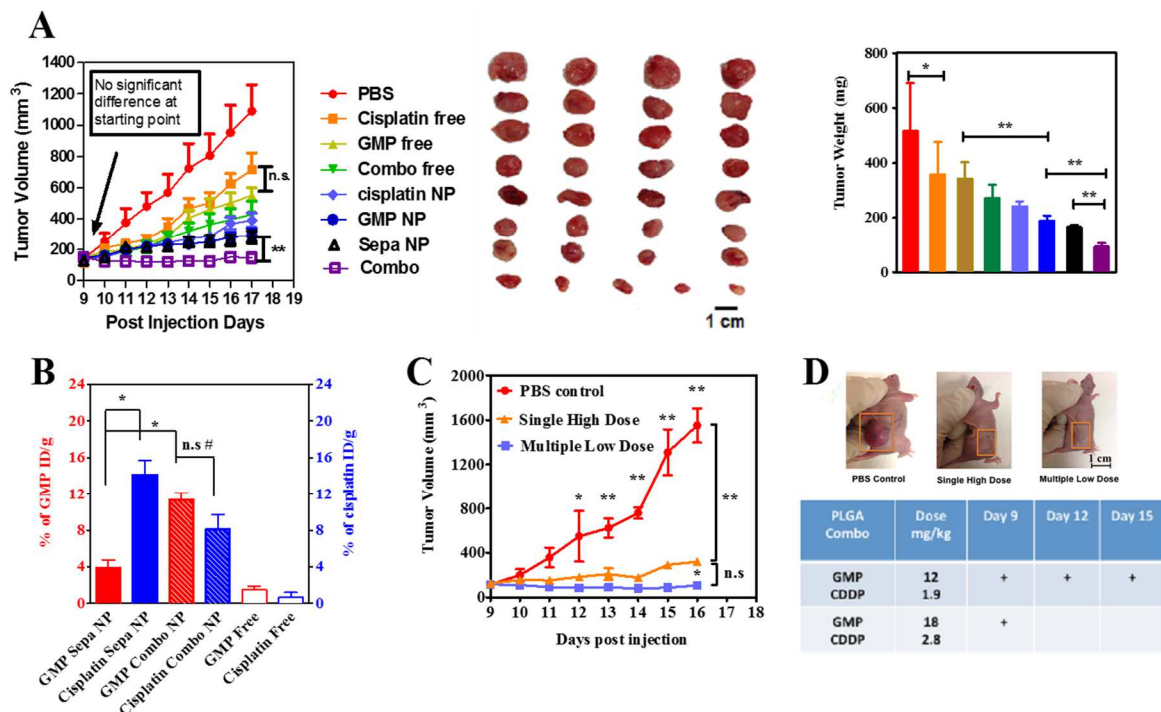 A
Tumor Volume (mm3)
1400
1200
1000
800
600
400
200
0
No significant
difference at
starting point
n.s.
**
9 10 11 12 13 14 15 16 17 18 19
Post Injection Days
PBS
Cisplatin free
GMP free
Combo free
cisplatin NP
GMP NP
Sepa NP
Combo
1 cm
Tumor Weight (mg)
800
600
400
200
0
*
**
**
**
B
% of GMP ID/g
24
20
16
12
8
4
0
*
*
n.s #
24
20
16
12
8
4
0
% of cisplatin ID/g
GMP Sepa NP
Cisplatin Sepa NP
GMP Combo NP
Cisplatin Combo NP
GMP Free
Cisplatin Free
C
Tumor Volume (mm3)
2000
1600
1200
800
400
0
PBS control
Single High Dose
Multiple Low Dose
* ** ** ** **
**
n.s
*
9 10 11 12 13 14 15 16 17 18
Days post injection
D
1 cm
PBS Control Single High Dose Multiple Low Dose
PLGA Combo Dose mg/kg Day 9 Day 12 Day 15
GMP 12 + + +
CDDP 1.9
GMP 18 +
CDDP 2.8